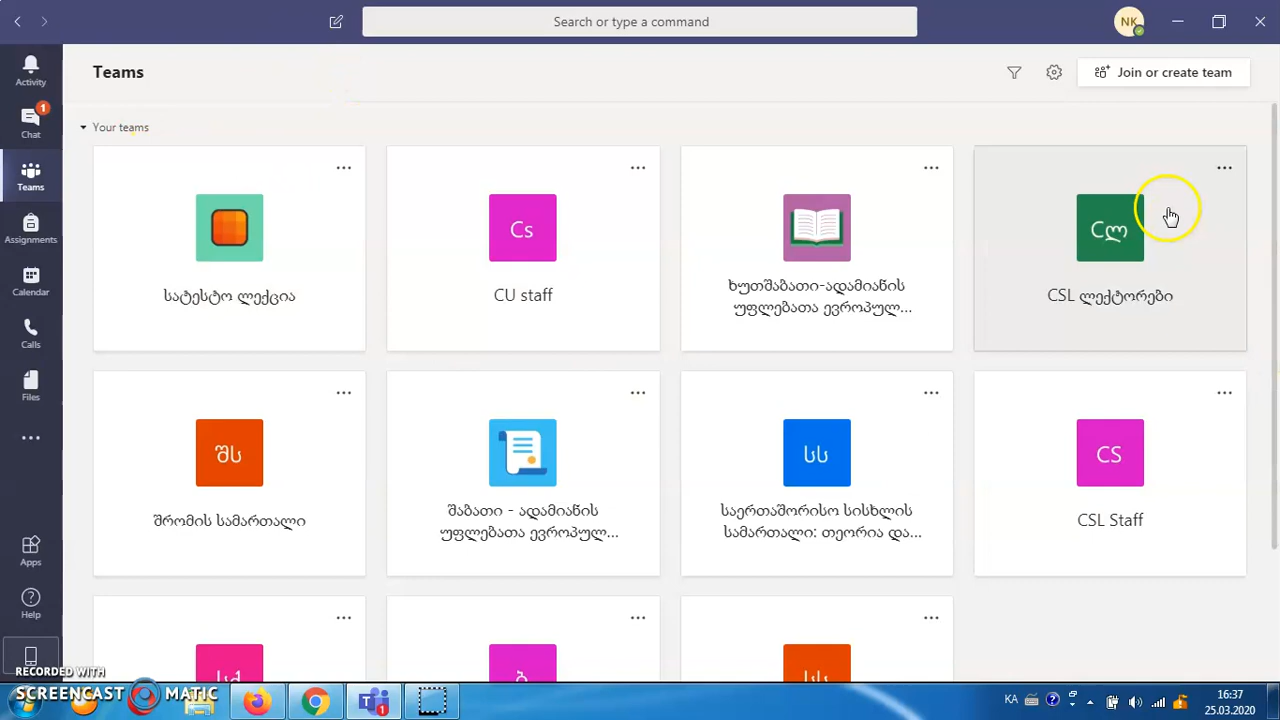 Search or type a command
NK
Activity
Teams
Join or create team
1
Chat
Your teams
Teams
Cs
Cლ
Assignments
სატესტო ლექცია
CU staff
ხუთშაბათი-ადამიანის
უფლებათა ევროპულ...
CSL ლექტორები
Calendar
Calls
Files
შს
სს
CS
შრომის სამართალი
შაბათი - ადამიანის
უფლებათა ევროპულ...
საერთაშორისო სისხლის
სამართალი: თეორია და...
CSL Staff
Apps
Help
RECORDED WITH
SCREENCAST MATIC
1
KA
16:37
25.03.2020